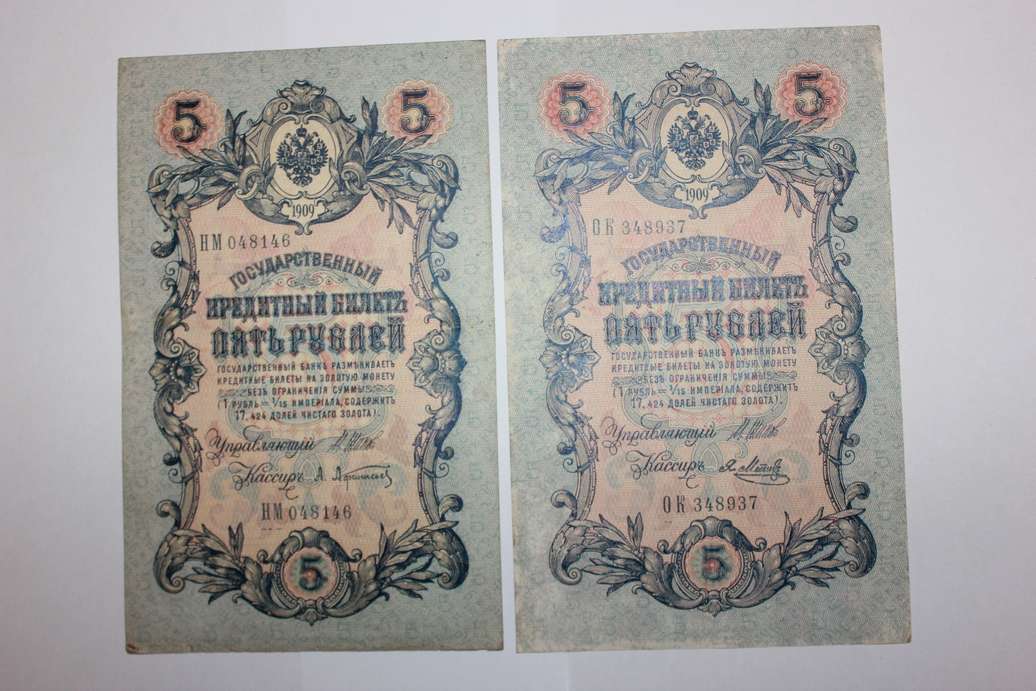 5 5
1909
НМ 048146
ГОСУДАРСТВЕННЫЙ
КРЕДИТНЫЙ БИЛЕТЪ
ПЯТЬ РУБЛЕЙ
ГОСУДАРСТВЕННЫЙ БАНКЪ РАЗМѢНИВАЕТЪ
КРЕДИТНЫЕ БИЛЕТЫ НА ЗОЛОТУЮ МОНЕТУ
БЕЗЪ ОГРАНИЧЕНІЯ СУММЫ
(1 РУБЛЬ = 1/15 ИМПЕРІАЛА, СОДЕРЖИТЪ
17,424 ДОЛЕЙ ЧИСТАГО ЗОЛОТА).
Управляющій
Кассиръ
НМ 048146
5
5 5
1909
ОК 348937
ГОСУДАРСТВЕННЫЙ
КРЕДИТНЫЙ БИЛЕТЪ
ПЯТЬ РУБЛЕЙ
ГОСУДАРСТВЕННЫЙ БАНКЪ РАЗМѢНИВАЕТЪ
КРЕДИТНЫЕ БИЛЕТЫ НА ЗОЛОТУЮ МОНЕТУ
БЕЗЪ ОГРАНИЧЕНІЯ СУММЫ
(1 РУБЛЬ = 1/15 ИМПЕРІАЛА, СОДЕРЖИТЪ
17,424 ДОЛЕЙ ЧИСТАГО ЗОЛОТА).
Управляющій
Кассиръ
ОК 348937
5